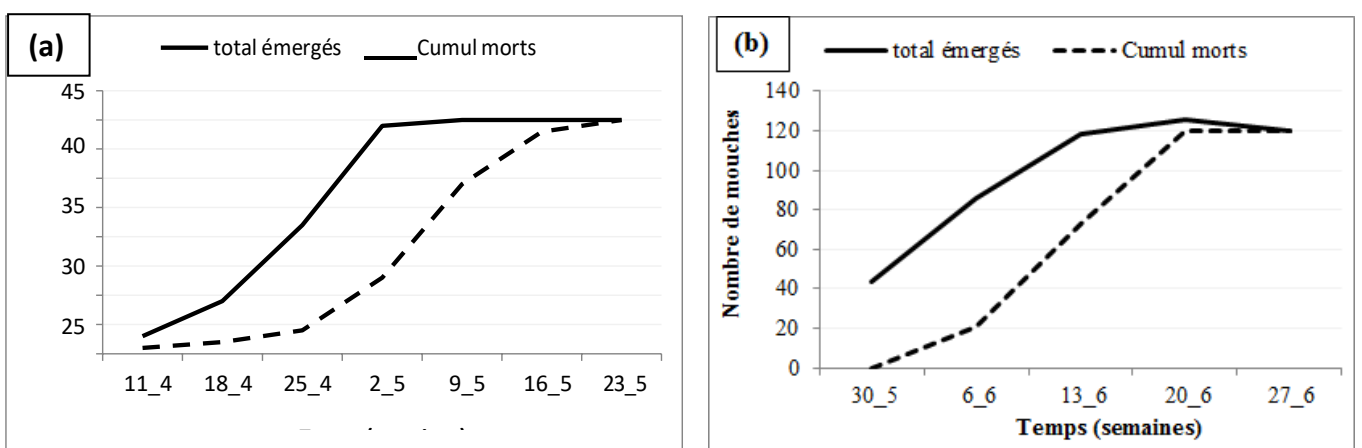 (a)
total émergés
Cumul morts
45
40
35
30
25
11_4 18_4 25_4 2_5 9_5 16_5 23_5
(b)
total émergés
Cumul morts
Nombre de mouches
140
120
100
80
60
40
20
0
30_5 6_6 13_6 20_6 27_6
Temps (semaines)